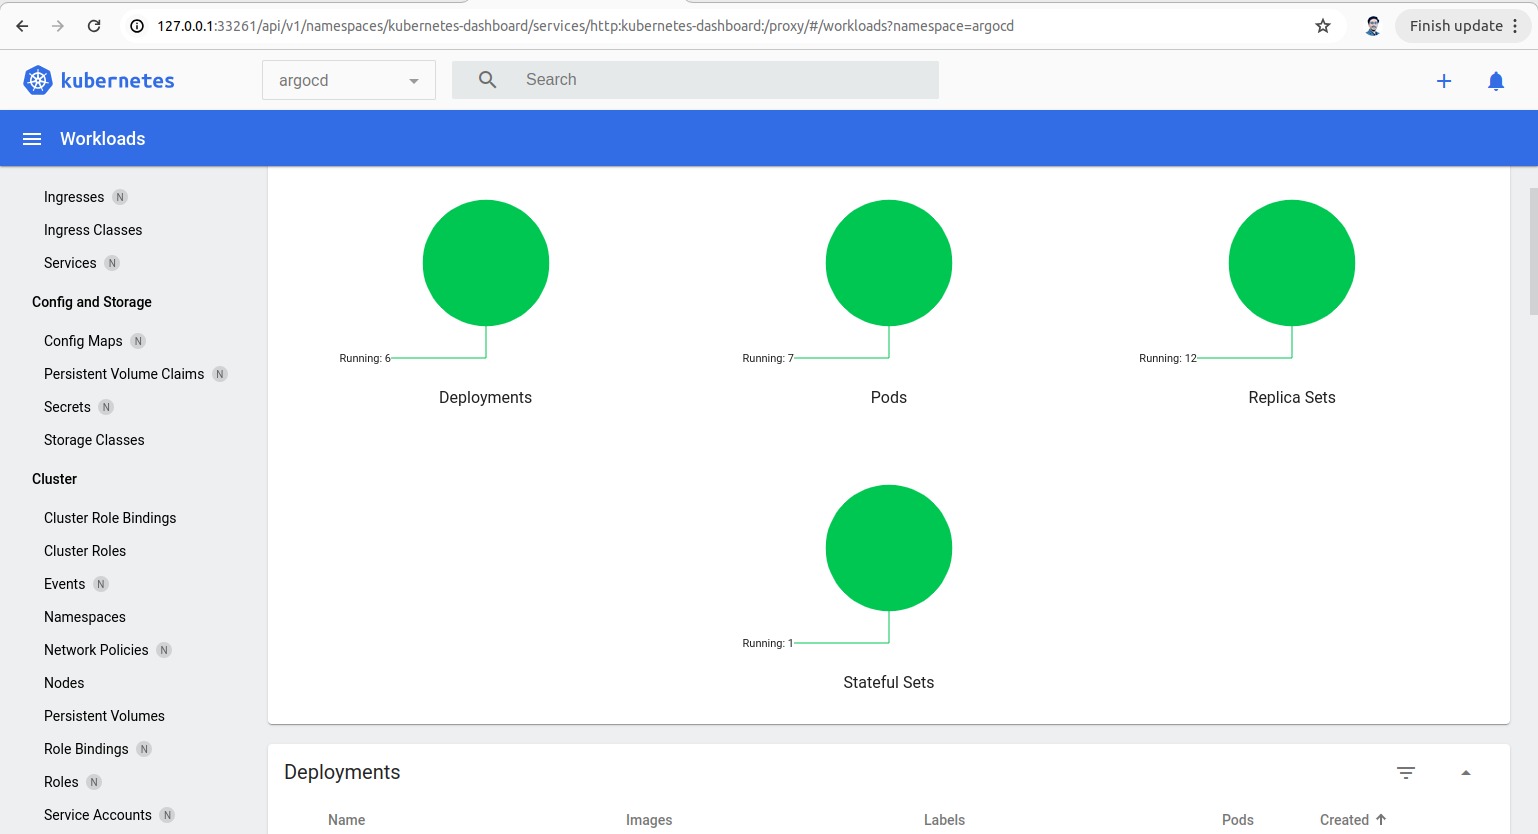 127.0.0.1:33261/api/v1/namespaces/kubernetes-dashboard/services/http:kubernetes-dashboard:/proxy/#/workloads?namespace=argocd
Finish update
kubernetes
argocd
Search
Workloads
Ingresses N
Ingress Classes
Services N
Config and Storage
Config Maps N
Persistent Volume Claims N
Secrets N
Storage Classes
Cluster
Cluster Role Bindings
Cluster Roles
Events N
Namespaces
Network Policies N
Nodes
Persistent Volumes
Role Bindings N
Roles N
Service Accounts N
Running: 6
Deployments
Running: 7
Pods
Running: 12
Replica Sets
Running: 1
Stateful Sets
Deployments
Name Images Labels Pods Created